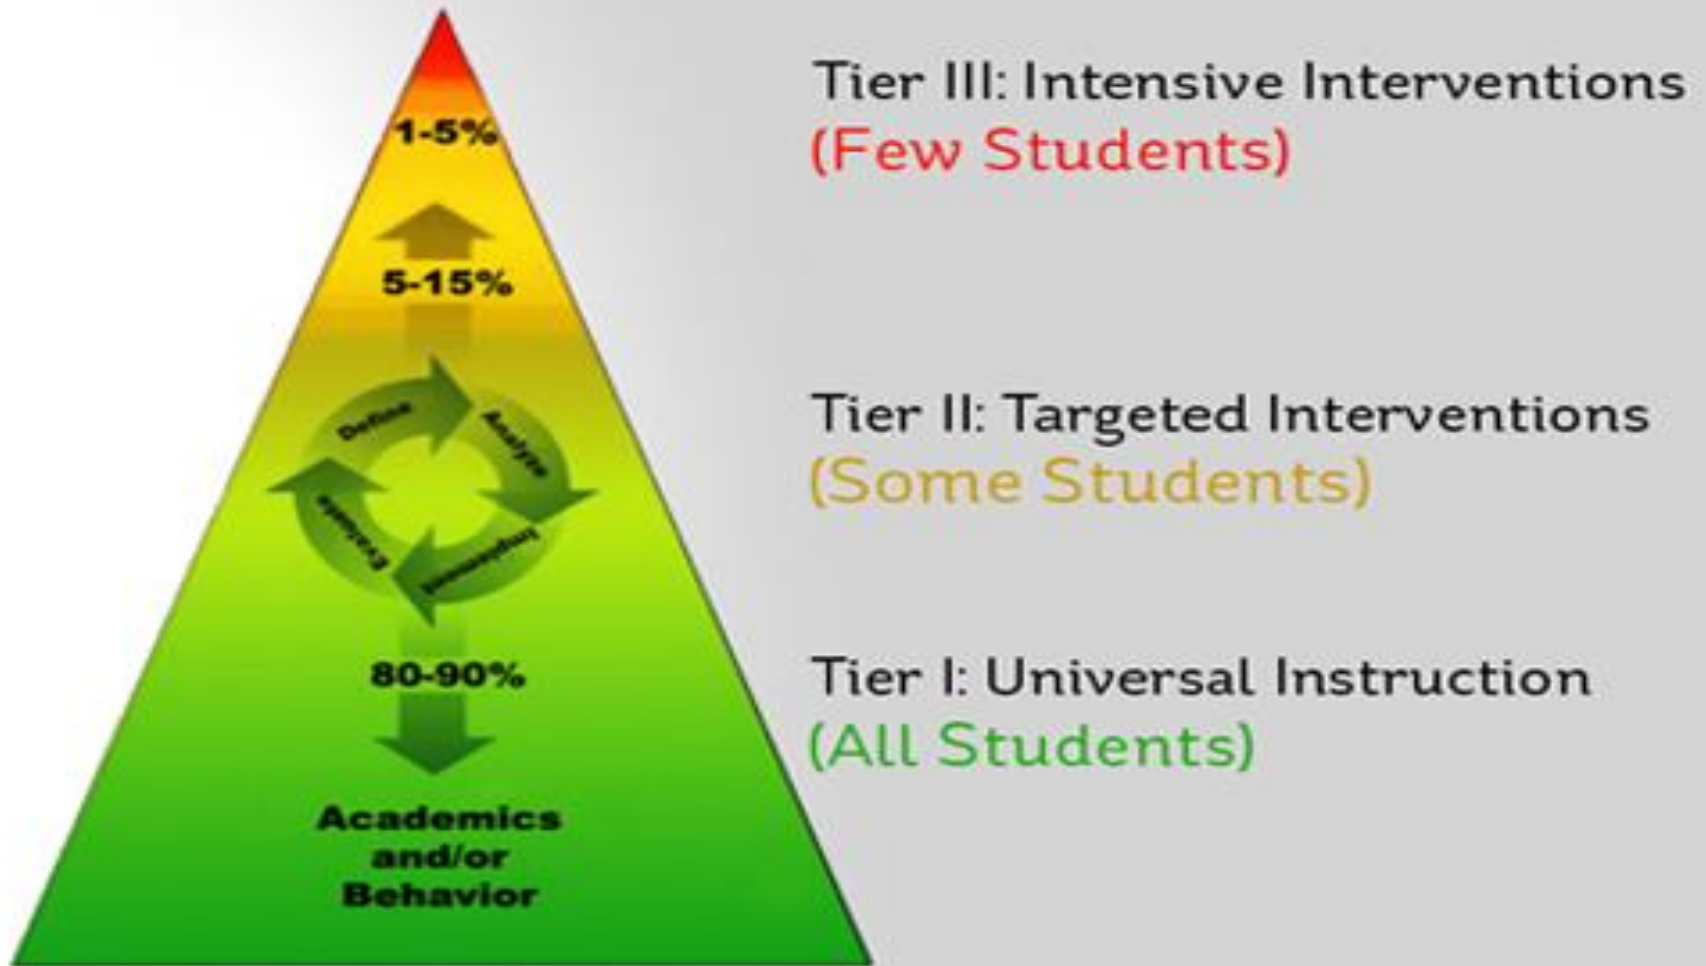 1-5%
5-15%
Define
Analyze
Implement
Evaluate
80-90%
Academics
and/or
Behavior
Tier III: Intensive Interventions
(Few Students)
Tier II: Targeted Interventions
(Some Students)
Tier I: Universal Instruction
(All Students)